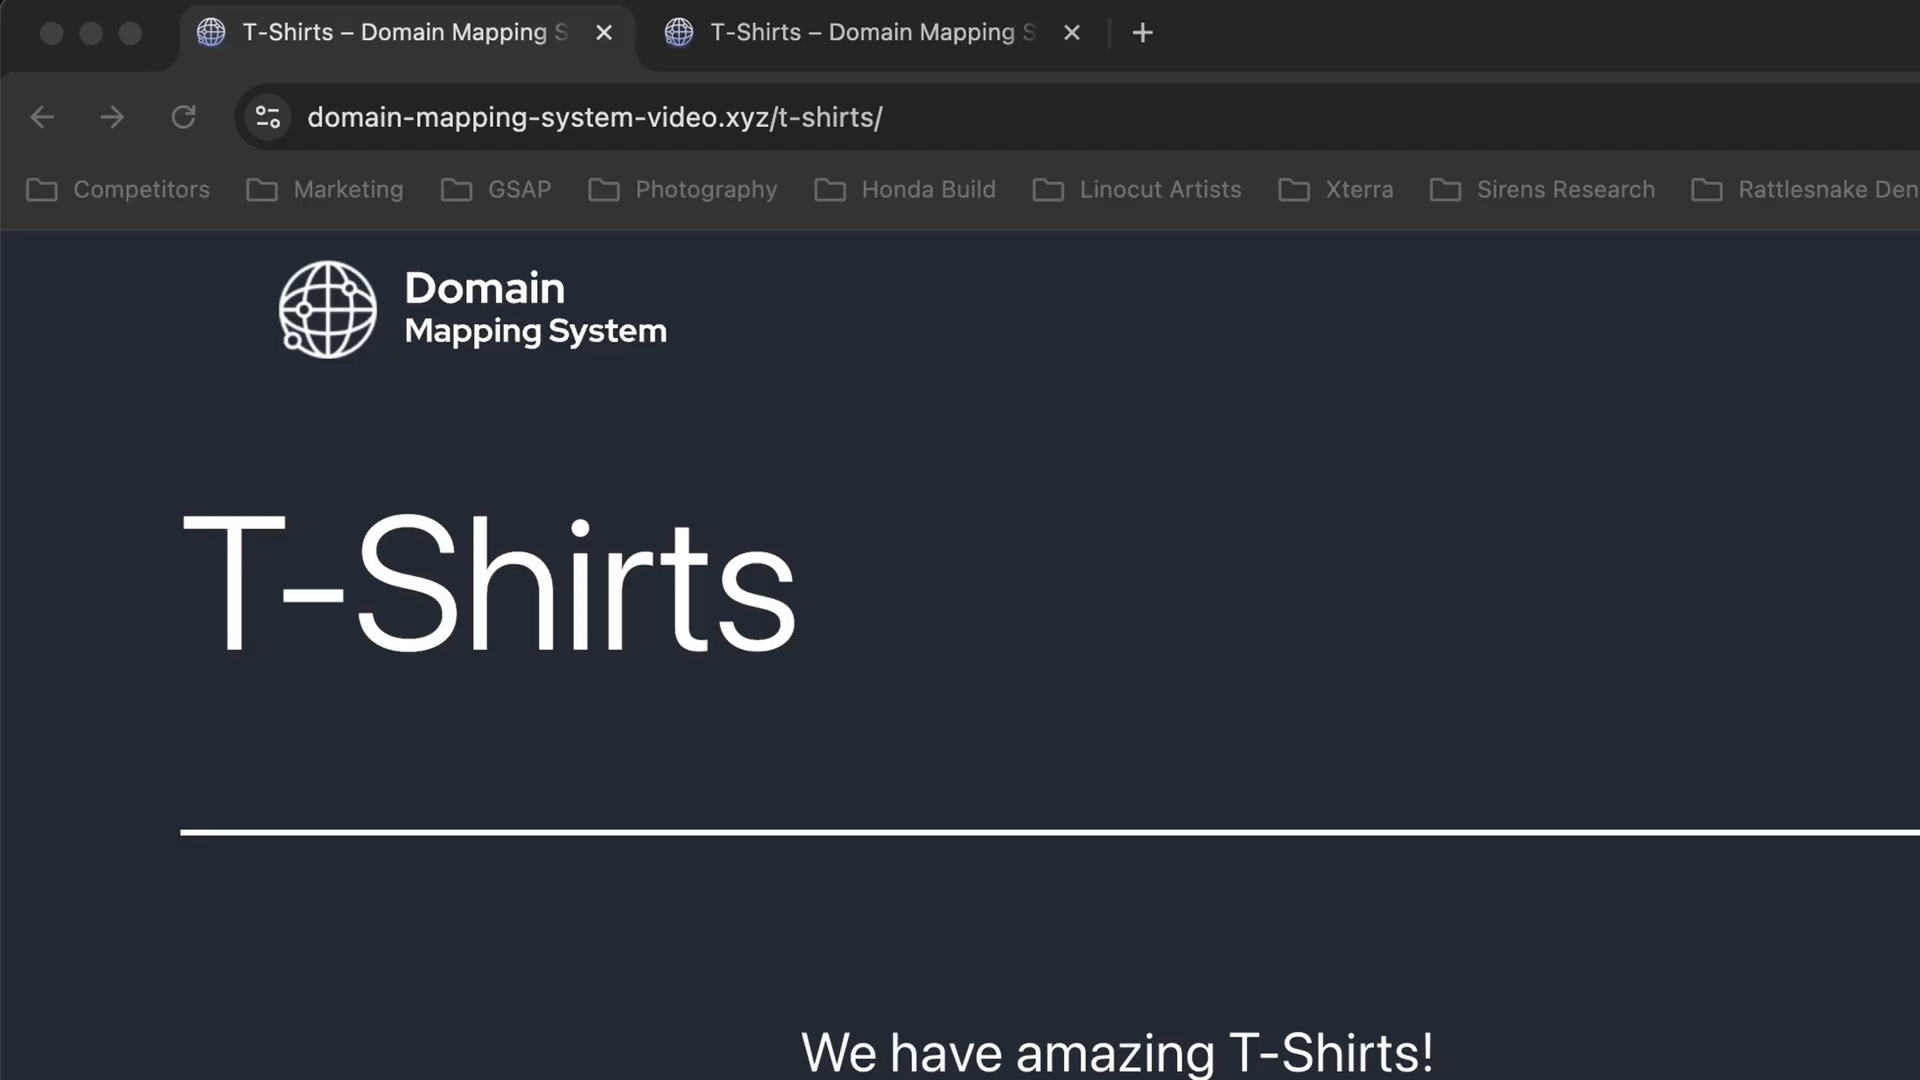 T-Shirts – Domain Mapping S
T-Shirts – Domain Mapping S
domain-mapping-system-video.xyz/t-shirts/
Competitors
Marketing
GSAP
Photography
Honda Build
Linocut Artists
Xterra
Sirens Research
Rattlesnake Den
Domain
Mapping System
T-Shirts
We have amazing T-Shirts!